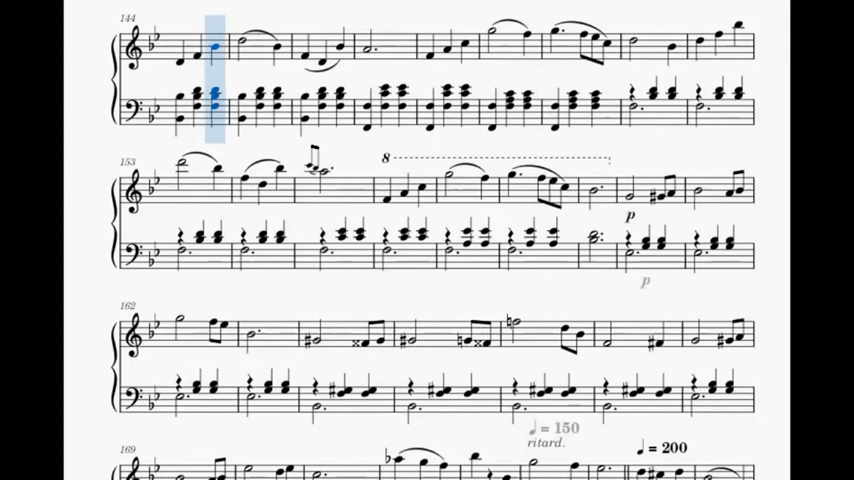 144
153
8
p
p
162
♩ = 150
ritard.
♩ = 200
169